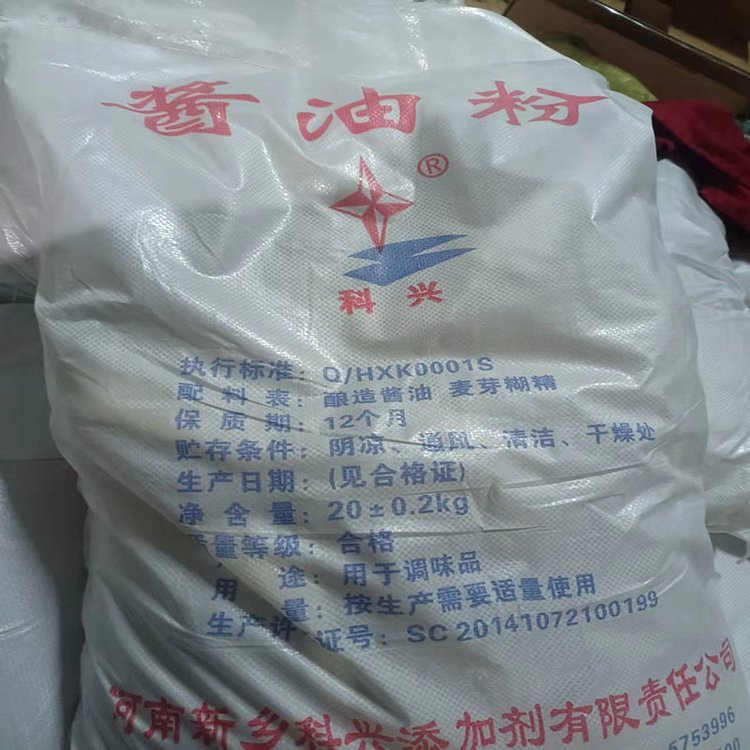 酱油粉
®
科兴
执行标准：Q/HXK0001S
配料表：酿造酱油 麦芽糊精
保质期：12个月
贮存条件：阴凉、通风、清洁、干燥处
生产日期：(见合格证)
净含量：20±0.2kg
质量等级：合格
用途：用于调味品
用量：按生产需要适量使用
生产许 证号：SC 20141072100199
河南新乡科兴添加剂有限责任公司
5753996